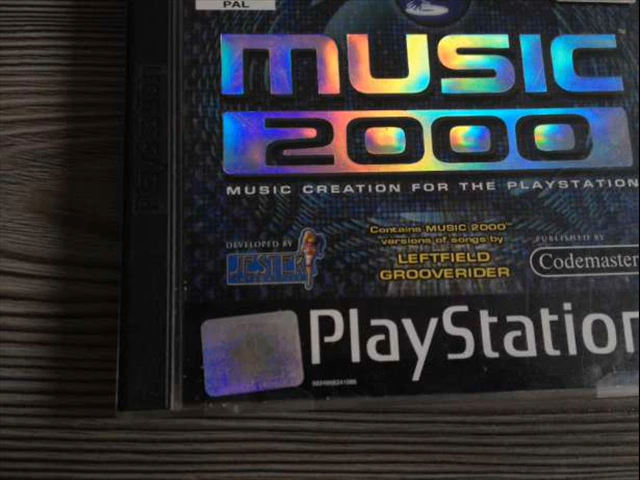 PAL
MUSIC
2000
MUSIC CREATION FOR THE PLAYSTATION
Contains MUSIC 2000™
versions of songs by
LEFTFIELD
GROOVERIDER
DEVELOPED BY
JESTER
PUBLISHED BY
Codemaster
PlayStation